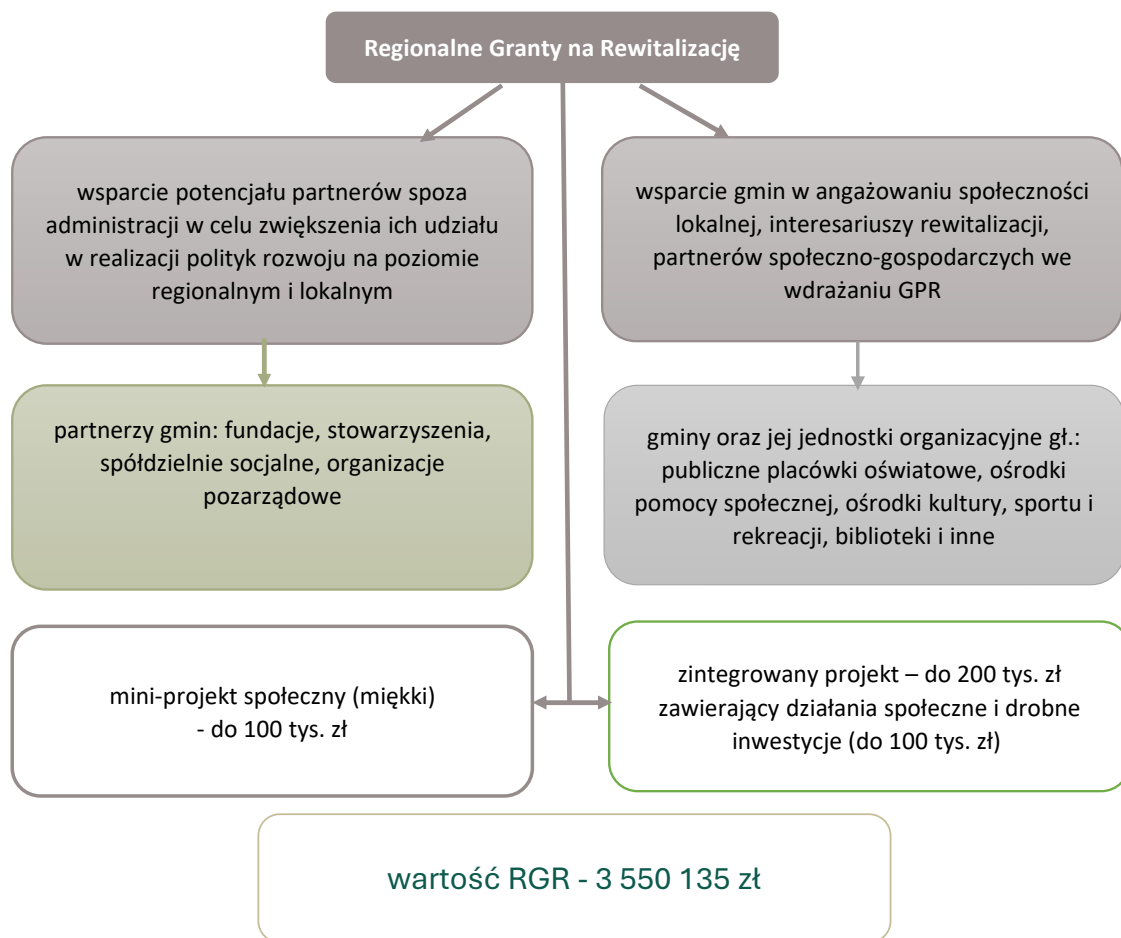 Regionalne Granty na Rewitalizację
wsparcie potencjału partnerów spoza
administracji w celu zwiększenia ich udziału
w realizacji polityk rozwoju na poziomie
regionalnym i lokalnym
wsparcie gmin w angażowaniu społeczności
lokalnej, interesariuszy rewitalizacji,
partnerów społeczno-gospodarczych we
wdrażaniu GPR
partnerzy gmin: fundacje, stowarzyszenia,
spółdzielnie socjalne, organizacje
pozarządowe
gminy oraz jej jednostki organizacyjne gł.:
publiczne placówki oświatowe, ośrodki
pomocy społecznej, ośrodki kultury, sportu i
rekreacji, biblioteki i inne
mini-projekt społeczny (miękki)
- do 100 tys. zł
zintegrowany projekt – do 200 tys. zł
zawierający działania społeczne i drobne
inwestycje (do 100 tys. zł)
wartość RGR - 3 550 135 zł